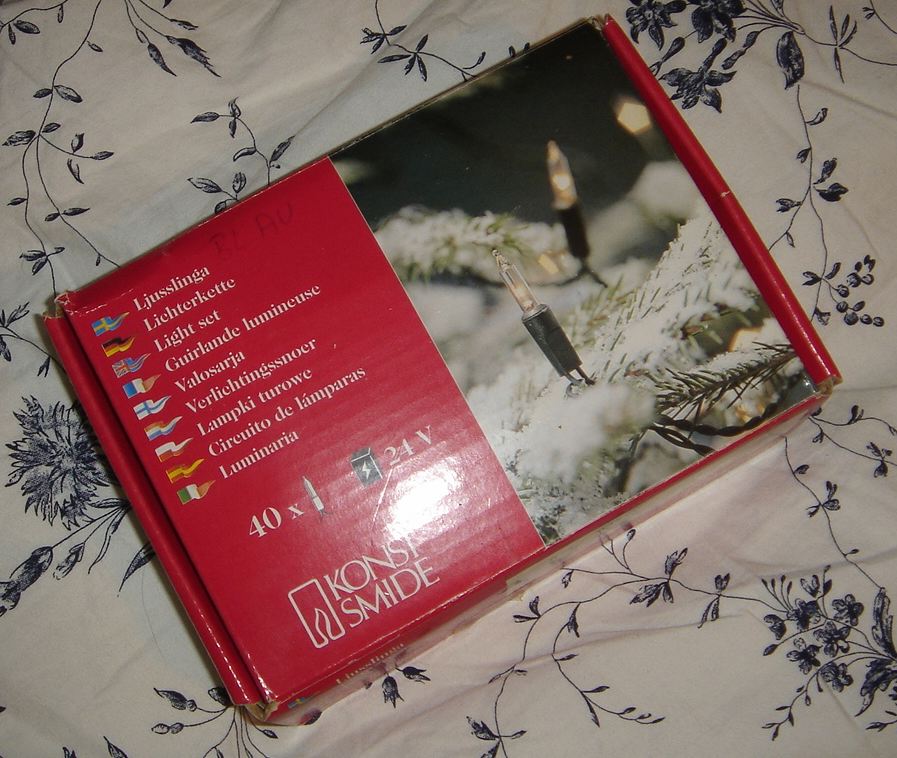 BLAU
Ljusslinga
Lichterkette
Light set
Guirlande lumineuse
Valosarja
Verlichtingssnoer
Lampki turowe
Circuito de lámparas
Luminaria
40 x 24 V
KONST
SMIDE
Ljusslinga